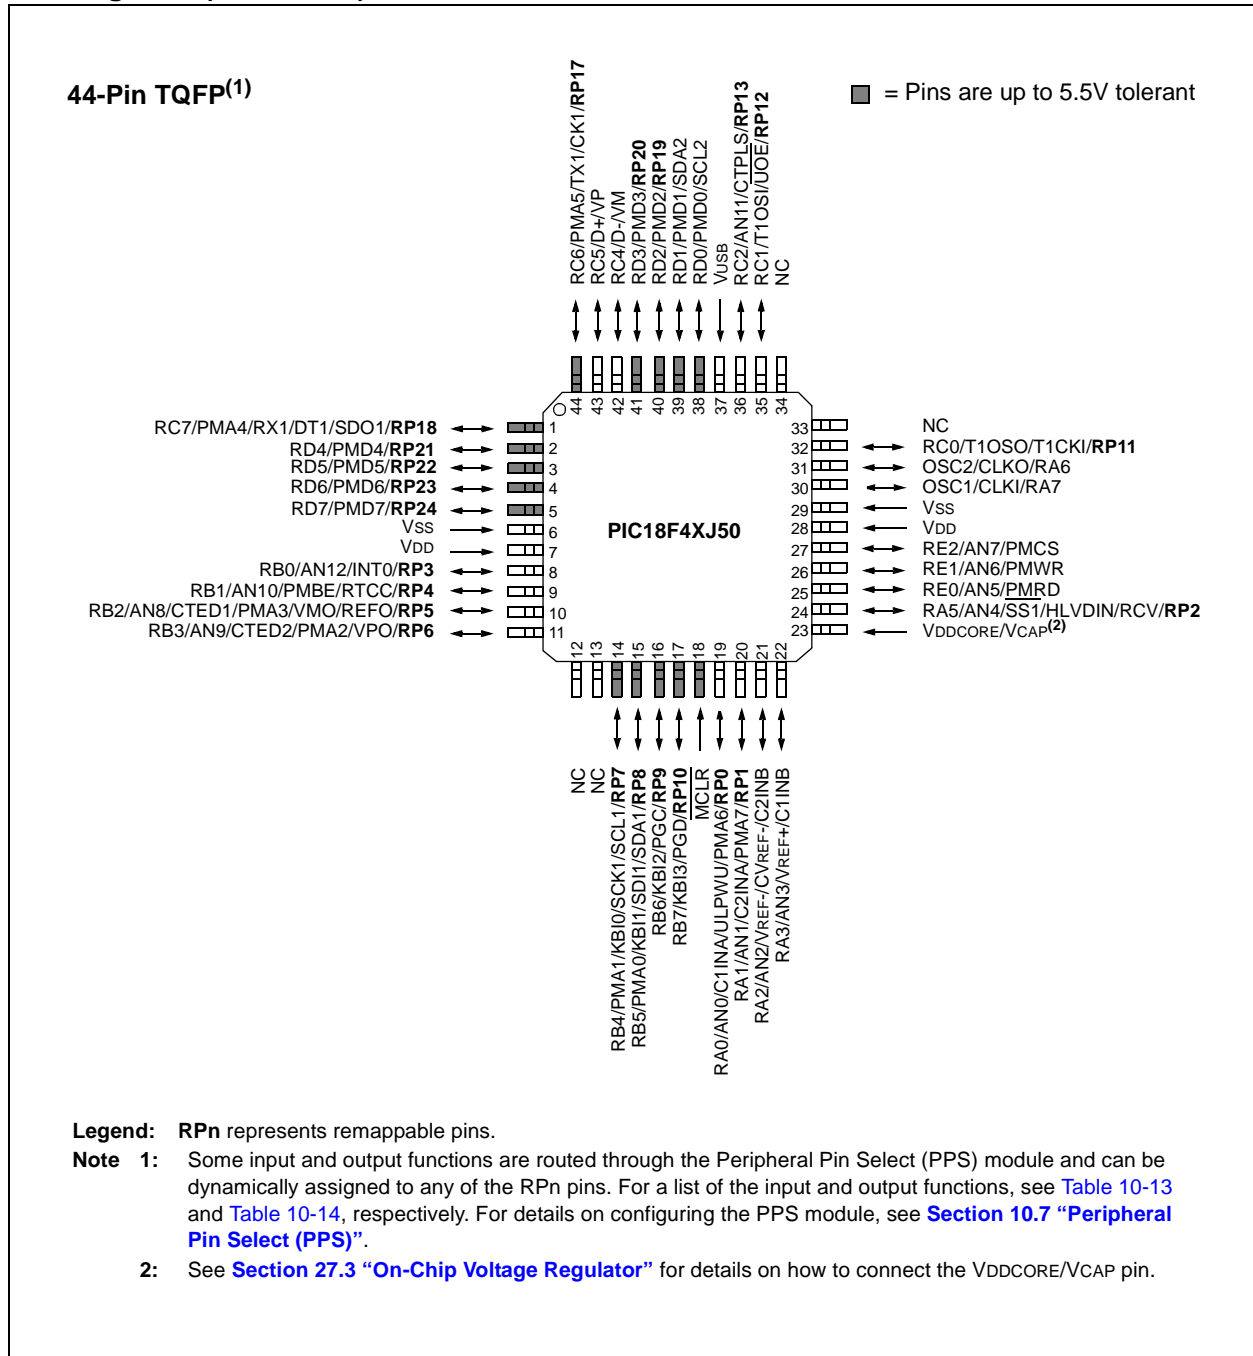 44-Pin TQFP(1)
= Pins are up to 5.5V tolerant
RC6/PMA5/TX1/CK1/RP17
RC5/D+/VP
RC4/D-/VM
RD3/PMD3/RP20
RD2/PMD2/RP19
RD1/PMD1/SDA2
RD0/PMD0/SCL2
VUSB
RC2/AN11/CTPLS/RP13
RC1/T1OSI/UOE/RP12
NC
44
43
42
41
40
39
38
37
36
35
34
RC7/PMA4/RX1/DT1/SDO1/RP18 1
RD4/PMD4/RP21 2
RD5/PMD5/RP22 3
RD6/PMD6/RP23 4
RD7/PMD7/RP24 5
VSS 6
VDD 7
RB0/AN12/INT0/RP3 8
RB1/AN10/PMBE/RTCC/RP4 9
RB2/AN8/CTED1/PMA3/VMO/REFO/RP5 10
RB3/AN9/CTED2/PMA2/VPO/RP6 11
PIC18F4XJ50
33 NC
32 RC0/T1OSO/T1CKI/RP11
31 OSC2/CLKO/RA6
30 OSC1/CLKI/RA7
29 VSS
28 VDD
27 RE2/AN7/PMCS
26 RE1/AN6/PMWR
25 RE0/AN5/PMRD
24 RA5/AN4/SS1/HLVDIN/RCV/RP2
23 VDDCORE/VCAP(2)
12
13
14
15
16
17
18
19
20
21
22
NC
NC
RB4/PMA1/KBI0/SCK1/SCL1/RP7
RB5/PMA0/KBI1/SDI1/SDA1/RP8
RB6/KBI2/PGC/RP9
RB7/KBI3/PGD/RP10
MCLR
RA0/AN0/C1INA/ULPWU/PMA6/RP0
RA1/AN1/C2INA/PMA7/RP1
RA2/AN2/VREF-/CVREF-/C2INB
RA3/AN3/VREF+/C1INB
Legend: RPn represents remappable pins.
Note 1: Some input and output functions are routed through the Peripheral Pin Select (PPS) module and can be
dynamically assigned to any of the RPn pins. For a list of the input and output functions, see Table 10-13
and Table 10-14, respectively. For details on configuring the PPS module, see Section 10.7 “Peripheral
Pin Select (PPS)”.
2: See Section 27.3 “On-Chip Voltage Regulator” for details on how to connect the VDDCORE/VCAP pin.